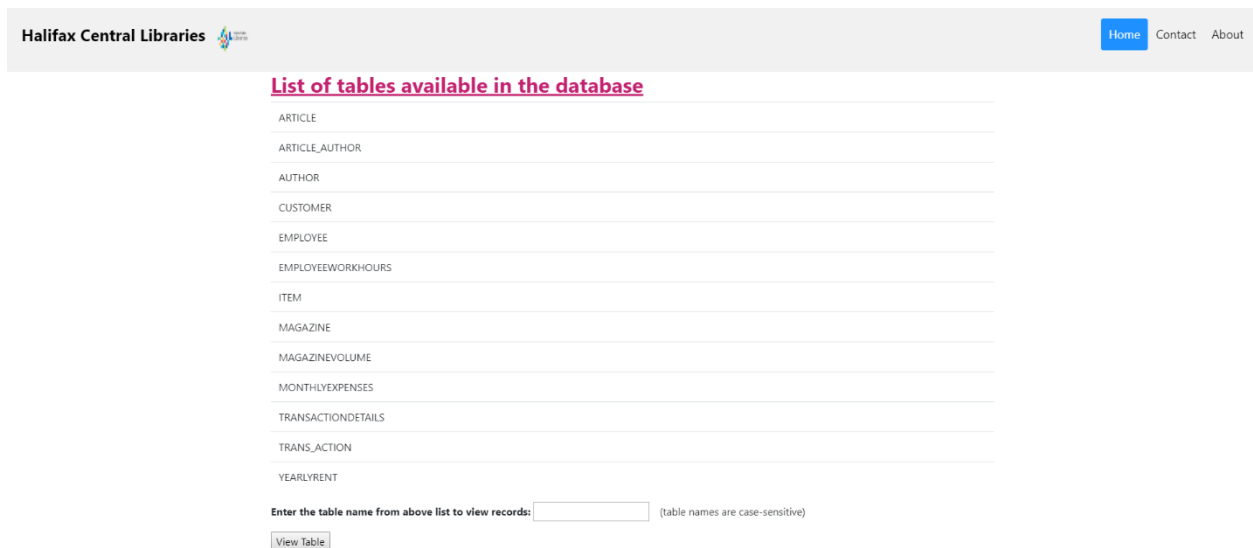 Halifax Central Libraries
Home Contact About
List of tables available in the database
ARTICLE
ARTICLE_AUTHOR
AUTHOR
CUSTOMER
EMPLOYEE
EMPLOYEEWORKHOURS
ITEM
MAGAZINE
MAGAZINEVOLUME
MONTHLYEXPENSES
TRANSACTIONDETAILS
TRANS_ACTION
YEARLYRENT
Enter the table name from above list to view records: (table names are case-sensitive)
View Table